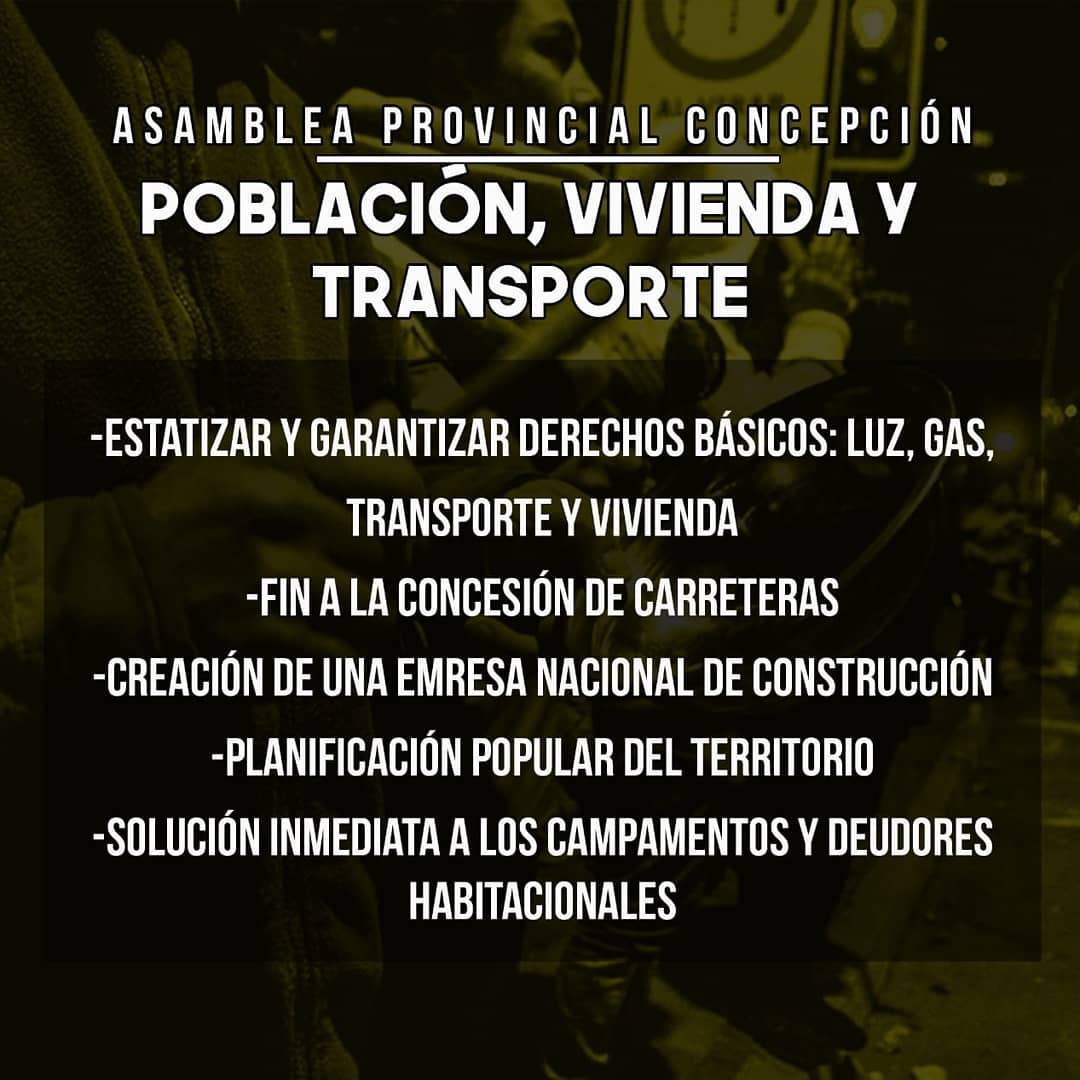 ASAMBLEA PROVINCIAL CONCEPCIÓN
POBLACIÓN, VIVIENDA Y
TRANSPORTE
-ESTATIZAR Y GARANTIZAR DERECHOS BÁSICOS: LUZ, GAS,
TRANSPORTE Y VIVIENDA
-FIN A LA CONCESIÓN DE CARRETERAS
-CREACIÓN DE UNA EMRESA NACIONAL DE CONSTRUCCIÓN
-PLANIFICACIÓN POPULAR DEL TERRITORIO
-SOLUCIÓN INMEDIATA A LOS CAMPAMENTOS Y DEUDORES
HABITACIONALES